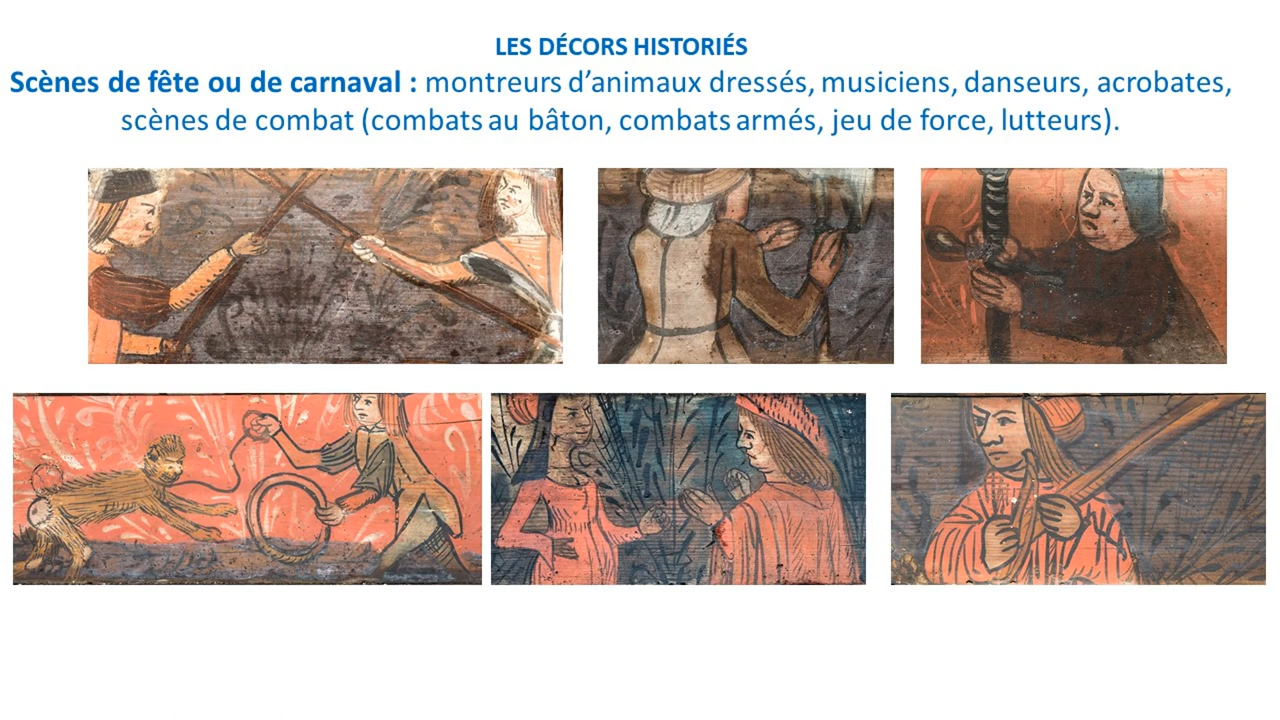 LES DÉCORS HISTORIÉS
Scènes de fête ou de carnaval : montreurs d’animaux dressés, musiciens, danseurs, acrobates,
scènes de combat (combats au bâton, combats armés, jeu de force, lutteurs).